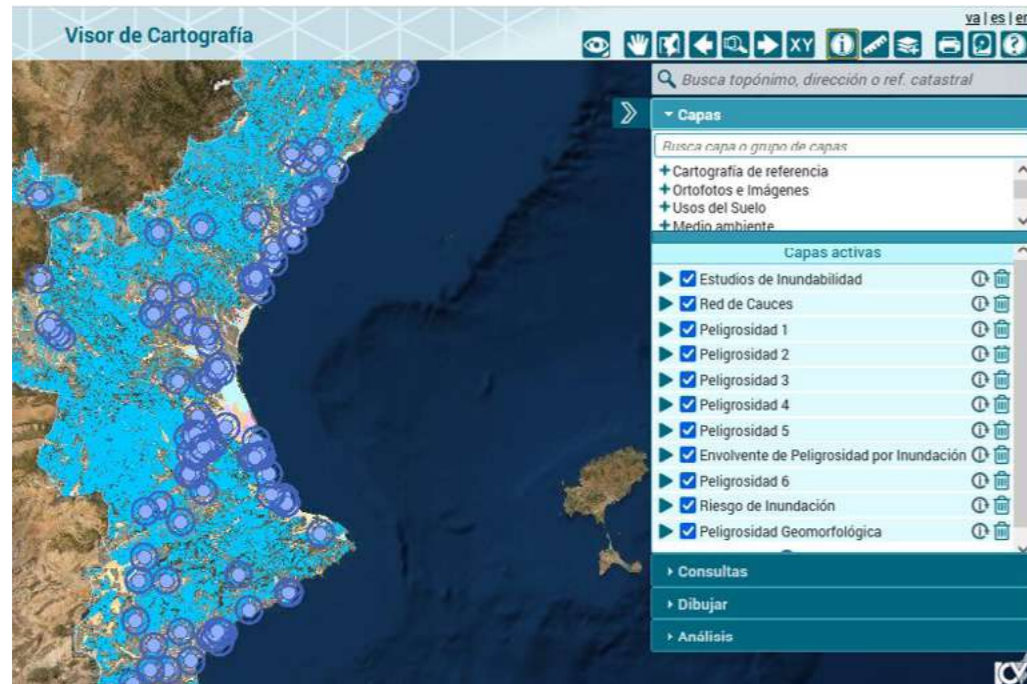 va | es | en
Visor de Cartografía
XY
Busca topónimo, dirección o ref. catastral
Capas
Busca capa o grupo de capas
Cartografía de referencia
Ortofotos e Imágenes
Usos del Suelo
Medio ambiente
Capas activas
Estudios de Inundabilidad
Red de Cauces
Peligrosidad 1
Peligrosidad 2
Peligrosidad 3
Peligrosidad 4
Peligrosidad 5
Envolvente de Peligrosidad por Inundación
Peligrosidad 6
Riesgo de Inundación
Peligrosidad Geomorfológica
Consultas
Dibujar
Análisis